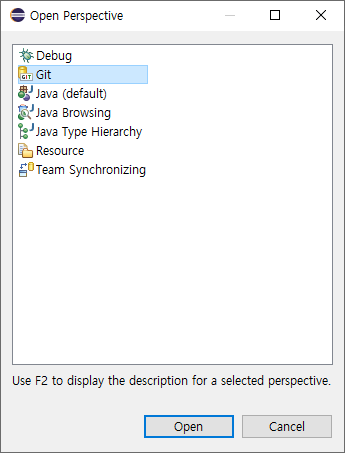 Open Perspective
Debug
GIT Git
Java (default)
Java Browsing
Java Type Hierarchy
Resource
Team Synchronizing
Use F2 to display the description for a selected perspective.
Open Cancel